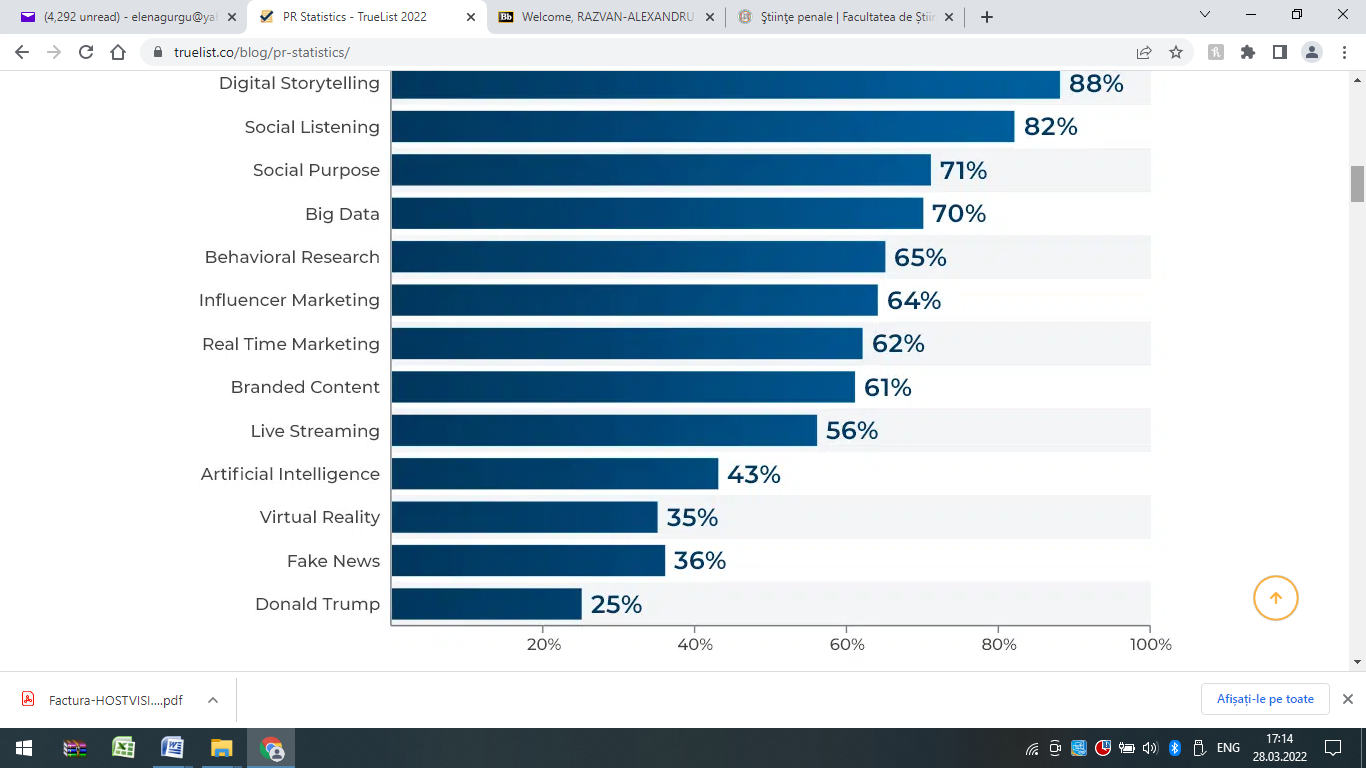 (4,292 unread) - elenagurgu@ya
PR Statistics - TrueList 2022
Welcome, RAZVAN-ALEXANDRU
Științe penale | Facultatea de Știi
truelist.co/blog/pr-statistics/
Digital Storytelling 88%
Social Listening 82%
Social Purpose 71%
Big Data 70%
Behavioral Research 65%
Influencer Marketing 64%
Real Time Marketing 62%
Branded Content 61%
Live Streaming 56%
Artificial Intelligence 43%
Virtual Reality 35%
Fake News 36%
Donald Trump 25%
20% 40% 60% 80% 100%
Factura-HOSTVISI....pdf
Afișați-le pe toate
ENG
17:14
28.03.2022